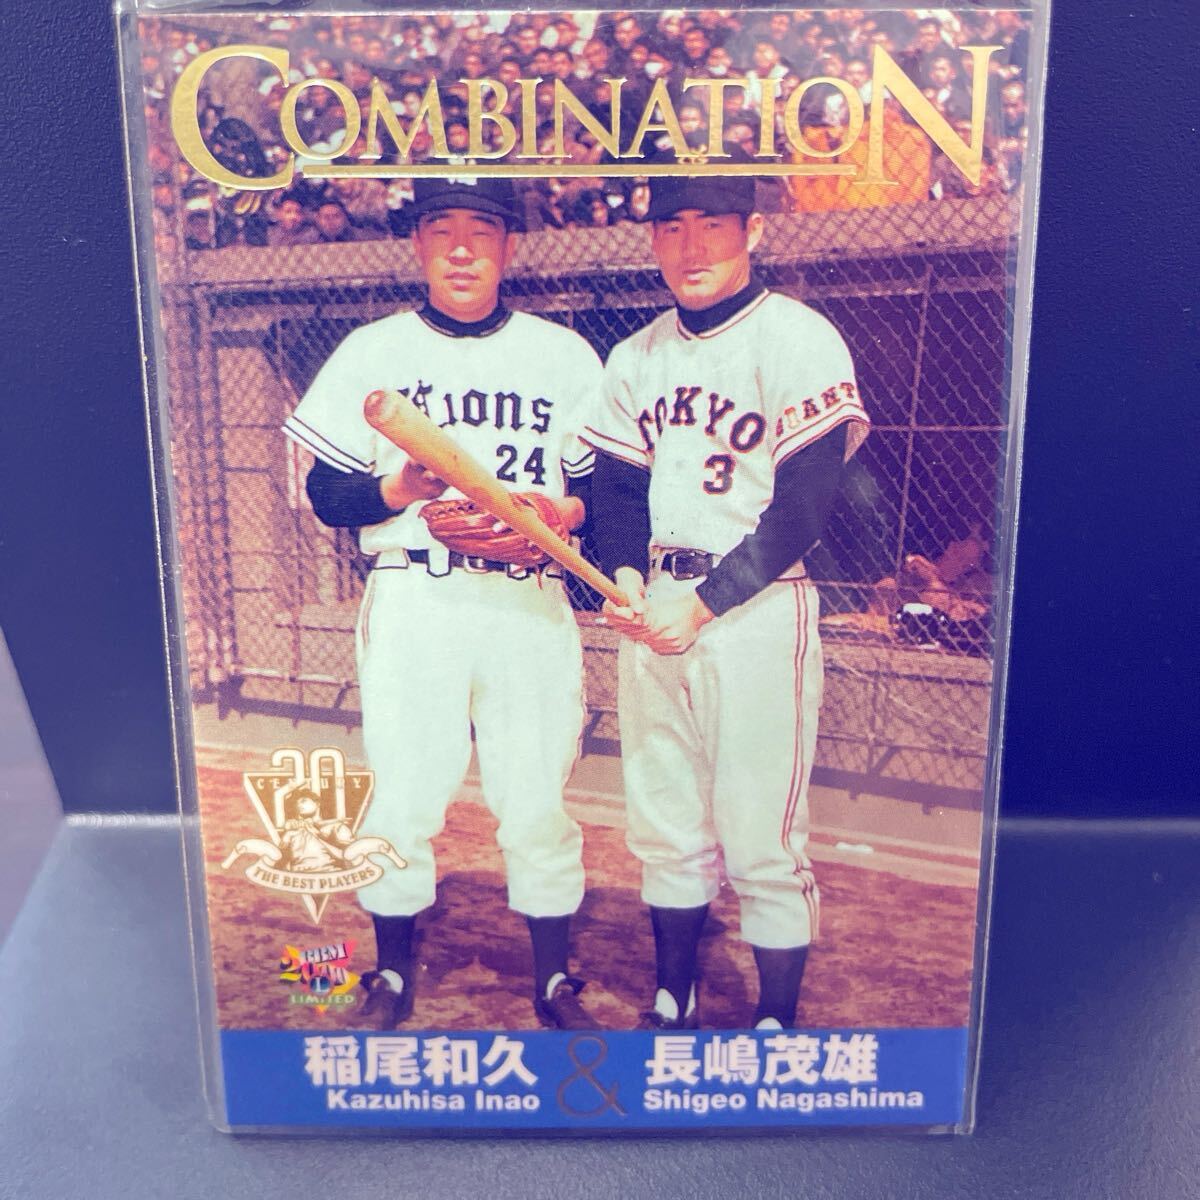 COMBINATION
Lions
24
TOKYO
3
20
CENTURY
THE BEST PLAYERS
LIMITED
稲尾和久 & 長嶋茂雄
Kazuhisa Inao Shigeo Nagashima